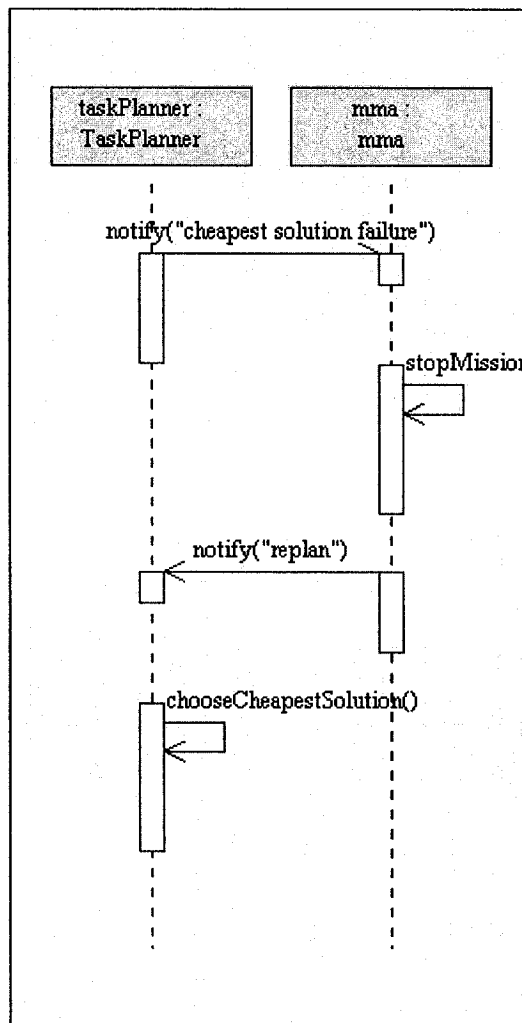 taskPlanner :
TaskPlanner
mma :
mma
notify("cheapest solution failure")
stopMission
notify("replan")
chooseCheapestSolution()